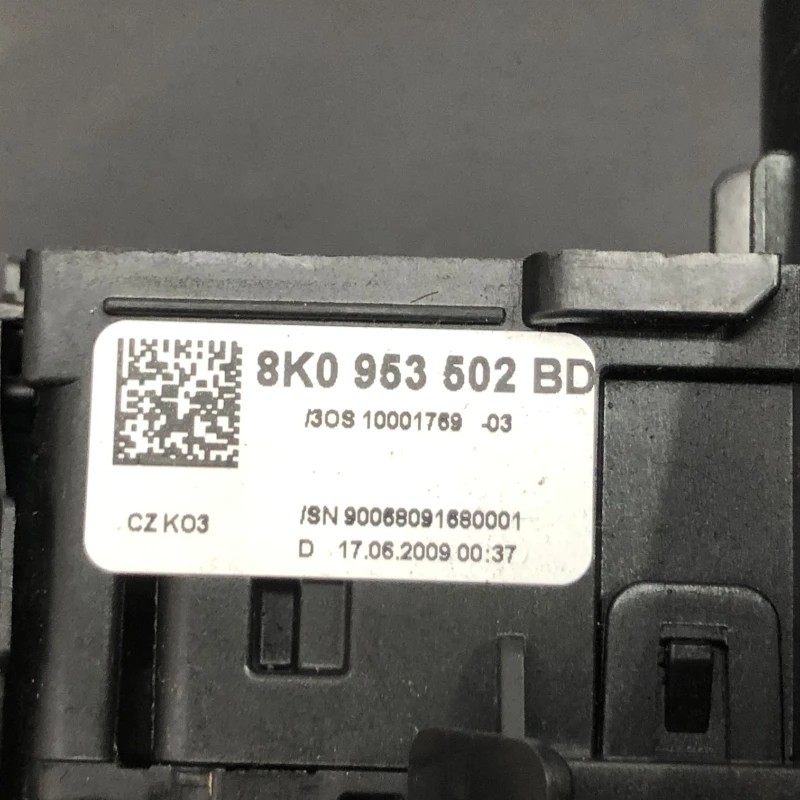 8K0 953 502 BD
/3OS 10001769 -03
CZ KO3
/SN 90068091680001
D 17.06.2009 00:37